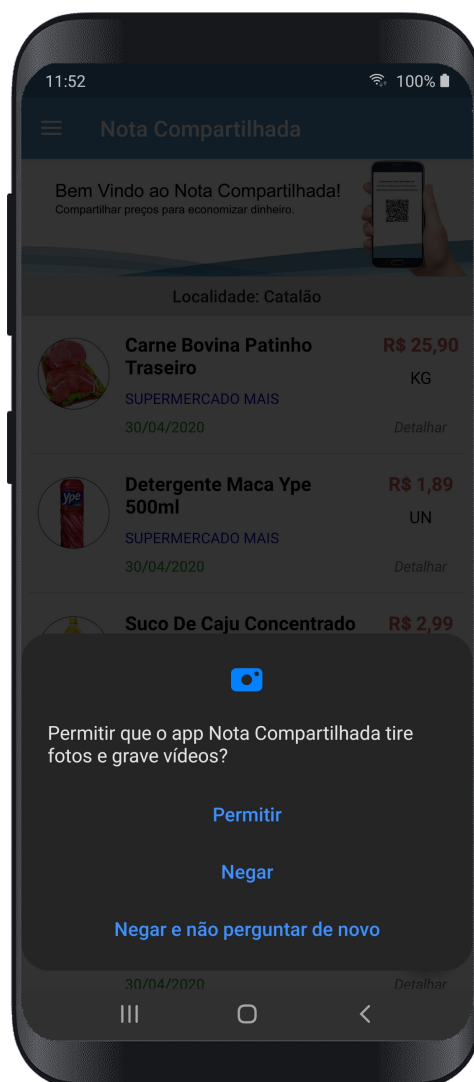 11:52
100%
Nota Compartilhada
Bem Vindo ao Nota Compartilhada!
Compartilhar preços para economizar dinheiro.
Localidade: Catalão
Carne Bovina Patinho
Traseiro
R$ 25,90
KG
SUPERMERCADO MAIS
30/04/2020
Detalhar
Ypê
Detergente Maca Ype
500ml
R$ 1,89
UN
SUPERMERCADO MAIS
30/04/2020
Detalhar
Suco De Caju Concentrado
R$ 2,99
Permitir que o app Nota Compartilhada tire
fotos e grave vídeos?
Permitir
Negar
Negar e não perguntar de novo
30/04/2020
Detalhar